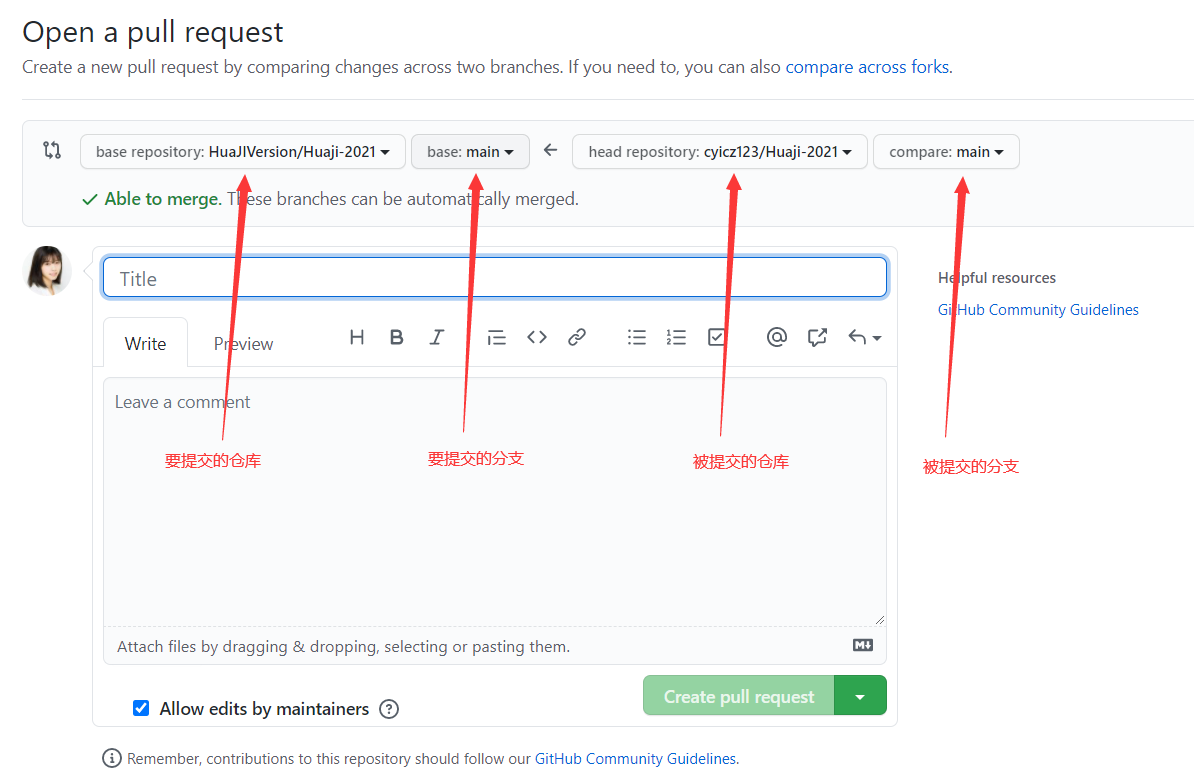 Open a pull request
Create a new pull request by comparing changes across two branches. If you need to, you can also compare across forks.
base repository: HuaJIVersion/Huaji-2021
base: main
head repository: cyicz123/Huaji-2021
compare: main
Able to merge. These branches can be automatically merged.
Title
Helpful resources
GitHub Community Guidelines
Write
Preview
Leave a comment
要提交的仓库
要提交的分支
被提交的仓库
被提交的分支
Attach files by dragging & dropping, selecting or pasting them.
Allow edits by maintainers
Create pull request
Remember, contributions to this repository should follow our GitHub Community Guidelines.